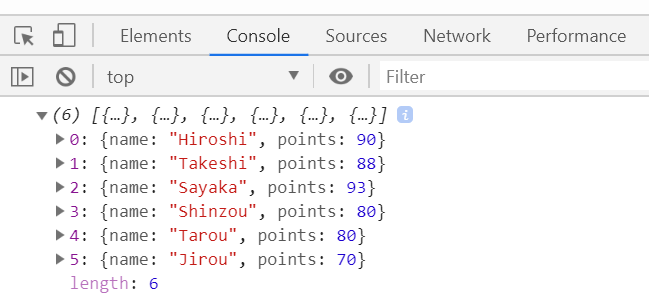 Elements Console Sources Network Performance
top Filter
(6) [{…}, {…}, {…}, {…}, {…}, {…}] i
0: {name: "Hiroshi", points: 90}
1: {name: "Takeshi", points: 88}
2: {name: "Sayaka", points: 93}
3: {name: "Shinzou", points: 80}
4: {name: "Tarou", points: 80}
5: {name: "Jirou", points: 70}
length: 6